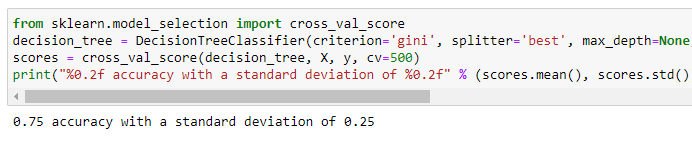 from sklearn.model_selection import cross_val_score
decision_tree = DecisionTreeClassifier(criterion='gini', splitter='best', max_depth=None
scores = cross_val_score(decision_tree, X, y, cv=500)
print("%0.2f accuracy with a standard deviation of %0.2f" % (scores.mean(), scores.std()
0.75 accuracy with a standard deviation of 0.25